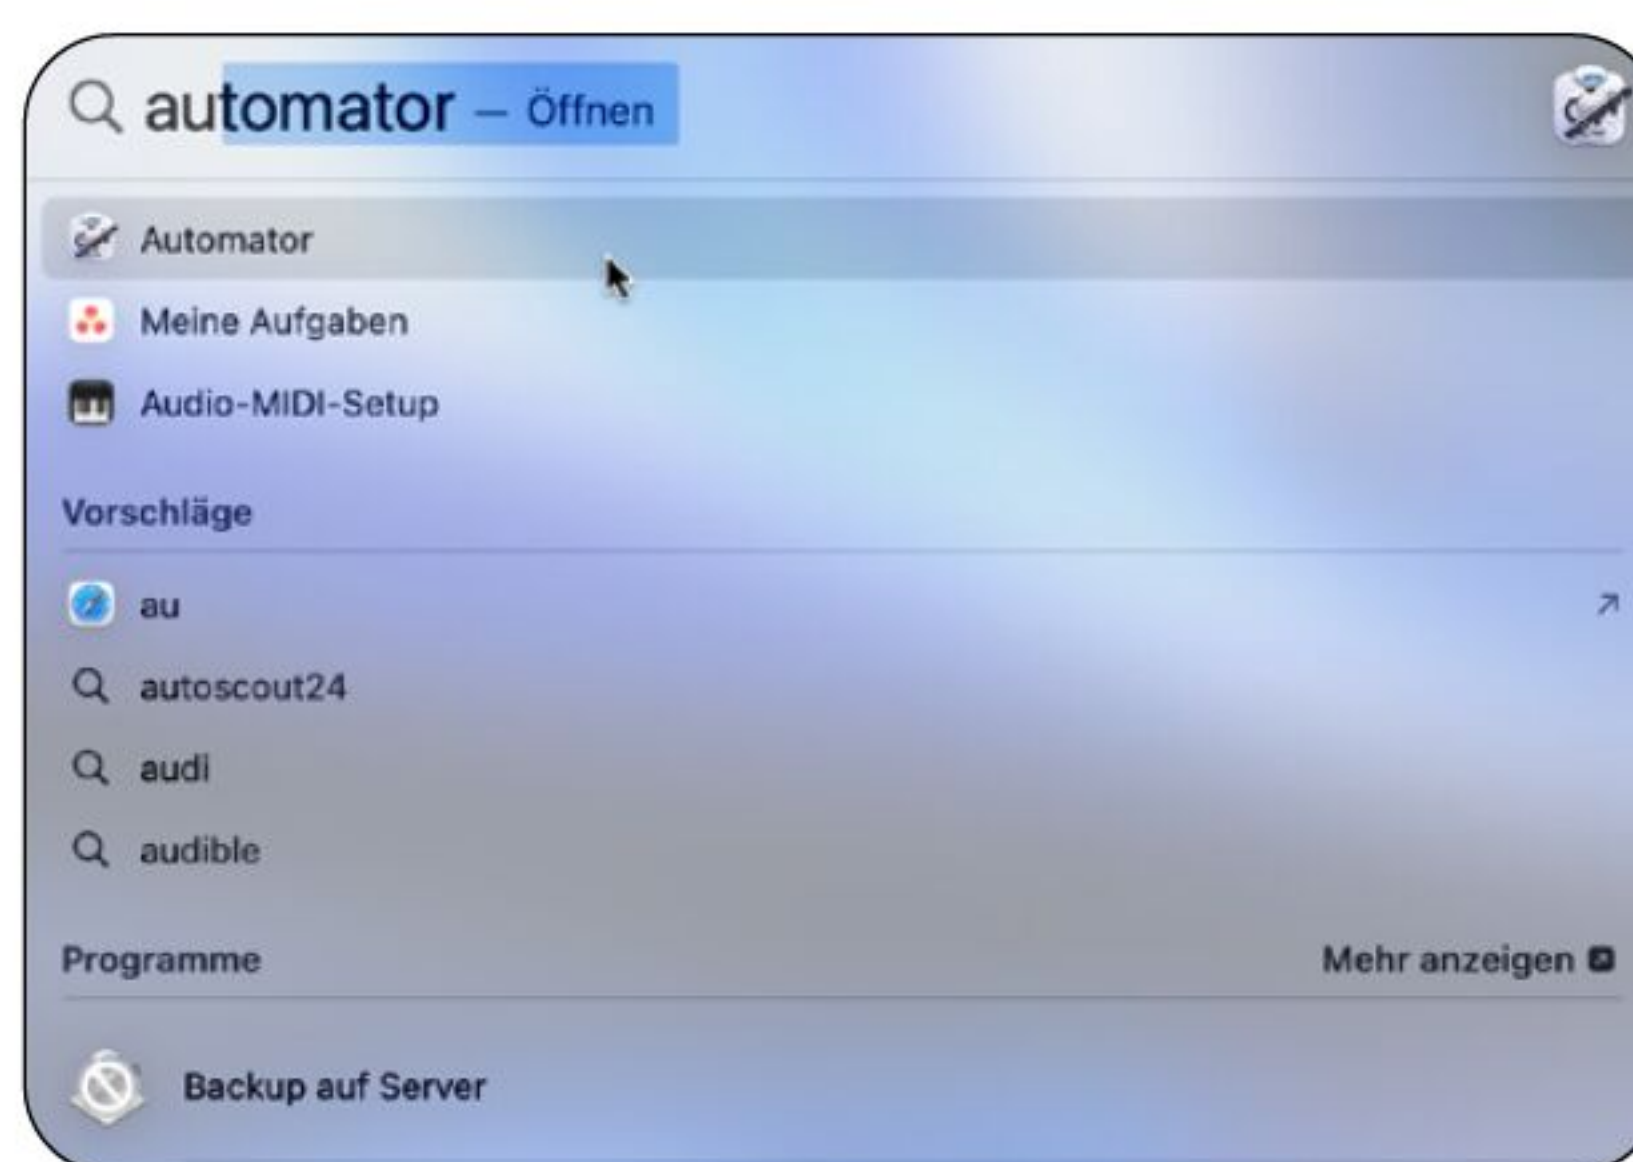 automator — Öffnen
Automator
Meine Aufgaben
Audio-MIDI-Setup
Vorschläge
au
autoscout24
audi
audible
Programme
Mehr anzeigen
Backup auf Server